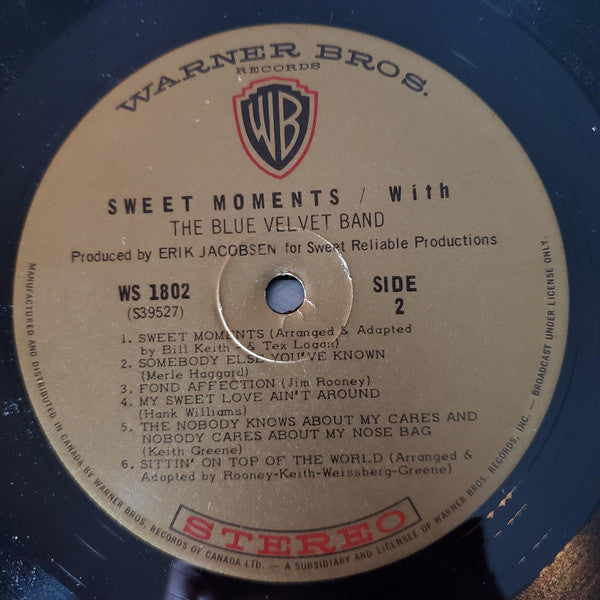 WARNER BROS.
RECORDS
WB
SWEET MOMENTS / With
THE BLUE VELVET BAND
Produced by ERIK JACOBSEN for Sweet Reliable Productions
WS 1802
(S39527)
SIDE
2
1. SWEET MOMENTS (Arranged & Adapted
by Bill Keith - & Tex Logan)
2. SOMEBODY ELSE YOU'VE KNOWN
(Merle Haggard)
3. FOND AFFECTION (Jim Rooney)
4. MY SWEET LOVE AIN'T AROUND
(Hank Williams)
5. THE NOBODY KNOWS ABOUT MY CARES AND
NOBODY CARES ABOUT MY NOSE BAG
(Keith Greene)
6. SITTIN' ON TOP OF THE WORLD (Arranged &
Adapted by Rooney-Keith-Weissberg-Greene)
STEREO
MANUFACTURED AND DISTRIBUTED IN CANADA BY WARNER BROS. RECORDS OF CANADA LTD. — A SUBSIDIARY AND LICENSEE OF WARNER BROS. RECORDS, INC. — BROADCAST UNDER LICENSE ONLY.